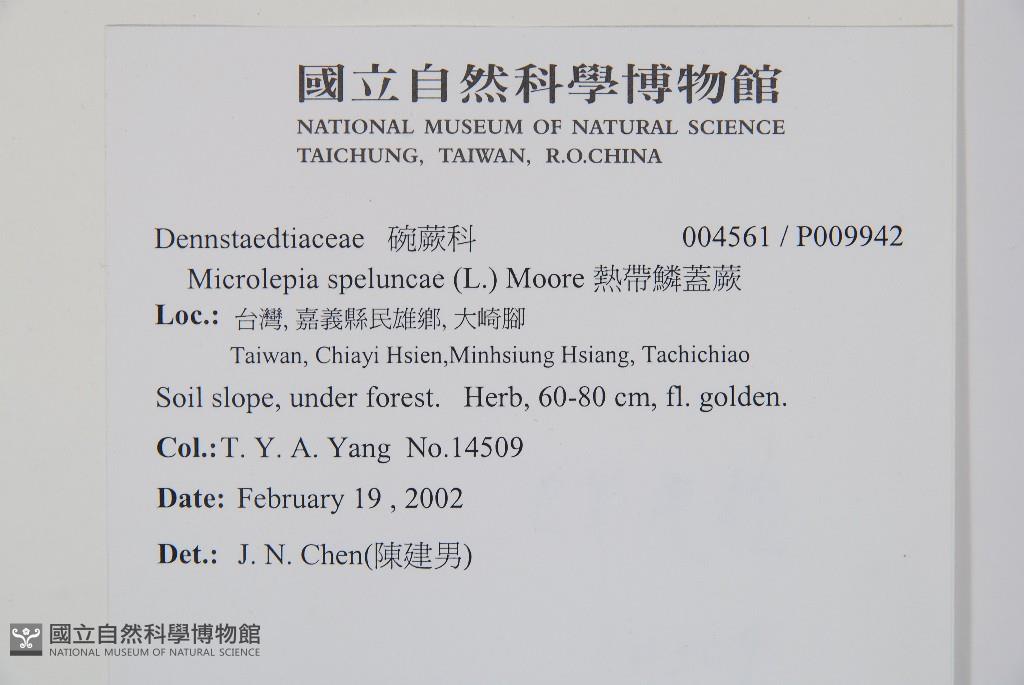 國立自然科學博物館
NATIONAL MUSEUM OF NATURAL SCIENCE
TAICHUNG, TAIWAN, R.O.CHINA
Dennstaedtiaceae 碗蕨科 004561 / P009942
Microlepia speluncae (L.) Moore 熱帶鱗蓋蕨
Loc.: 台灣, 嘉義縣民雄鄉, 大崎腳
Taiwan, Chiayi Hsien,Minhsiung Hsiang, Tachichiao
Soil slope, under forest. Herb, 60-80 cm, fl. golden.
Col.: T. Y. A. Yang No.14509
Date: February 19 , 2002
Det.: J. N. Chen(陳建男)
國立自然科學博物館
NATIONAL MUSEUM OF NATURAL SCIENCE